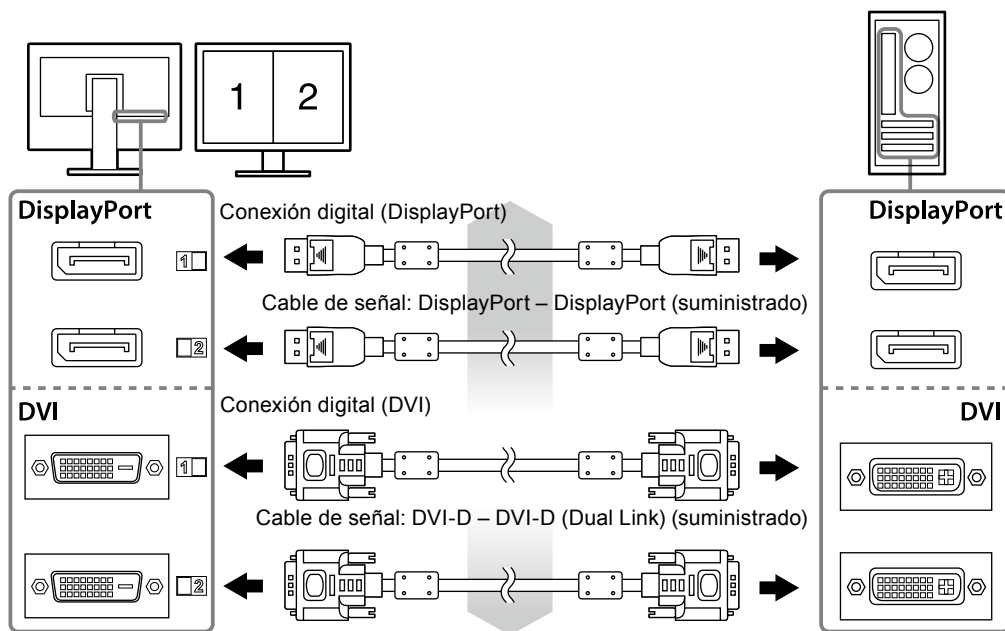 1 2
DisplayPort
DisplayPort
Conexión digital (DisplayPort)
1
Cable de señal: DisplayPort – DisplayPort (suministrado)
2
DVI
DVI
Conexión digital (DVI)
1
Cable de señal: DVI-D – DVI-D (Dual Link) (suministrado)
2